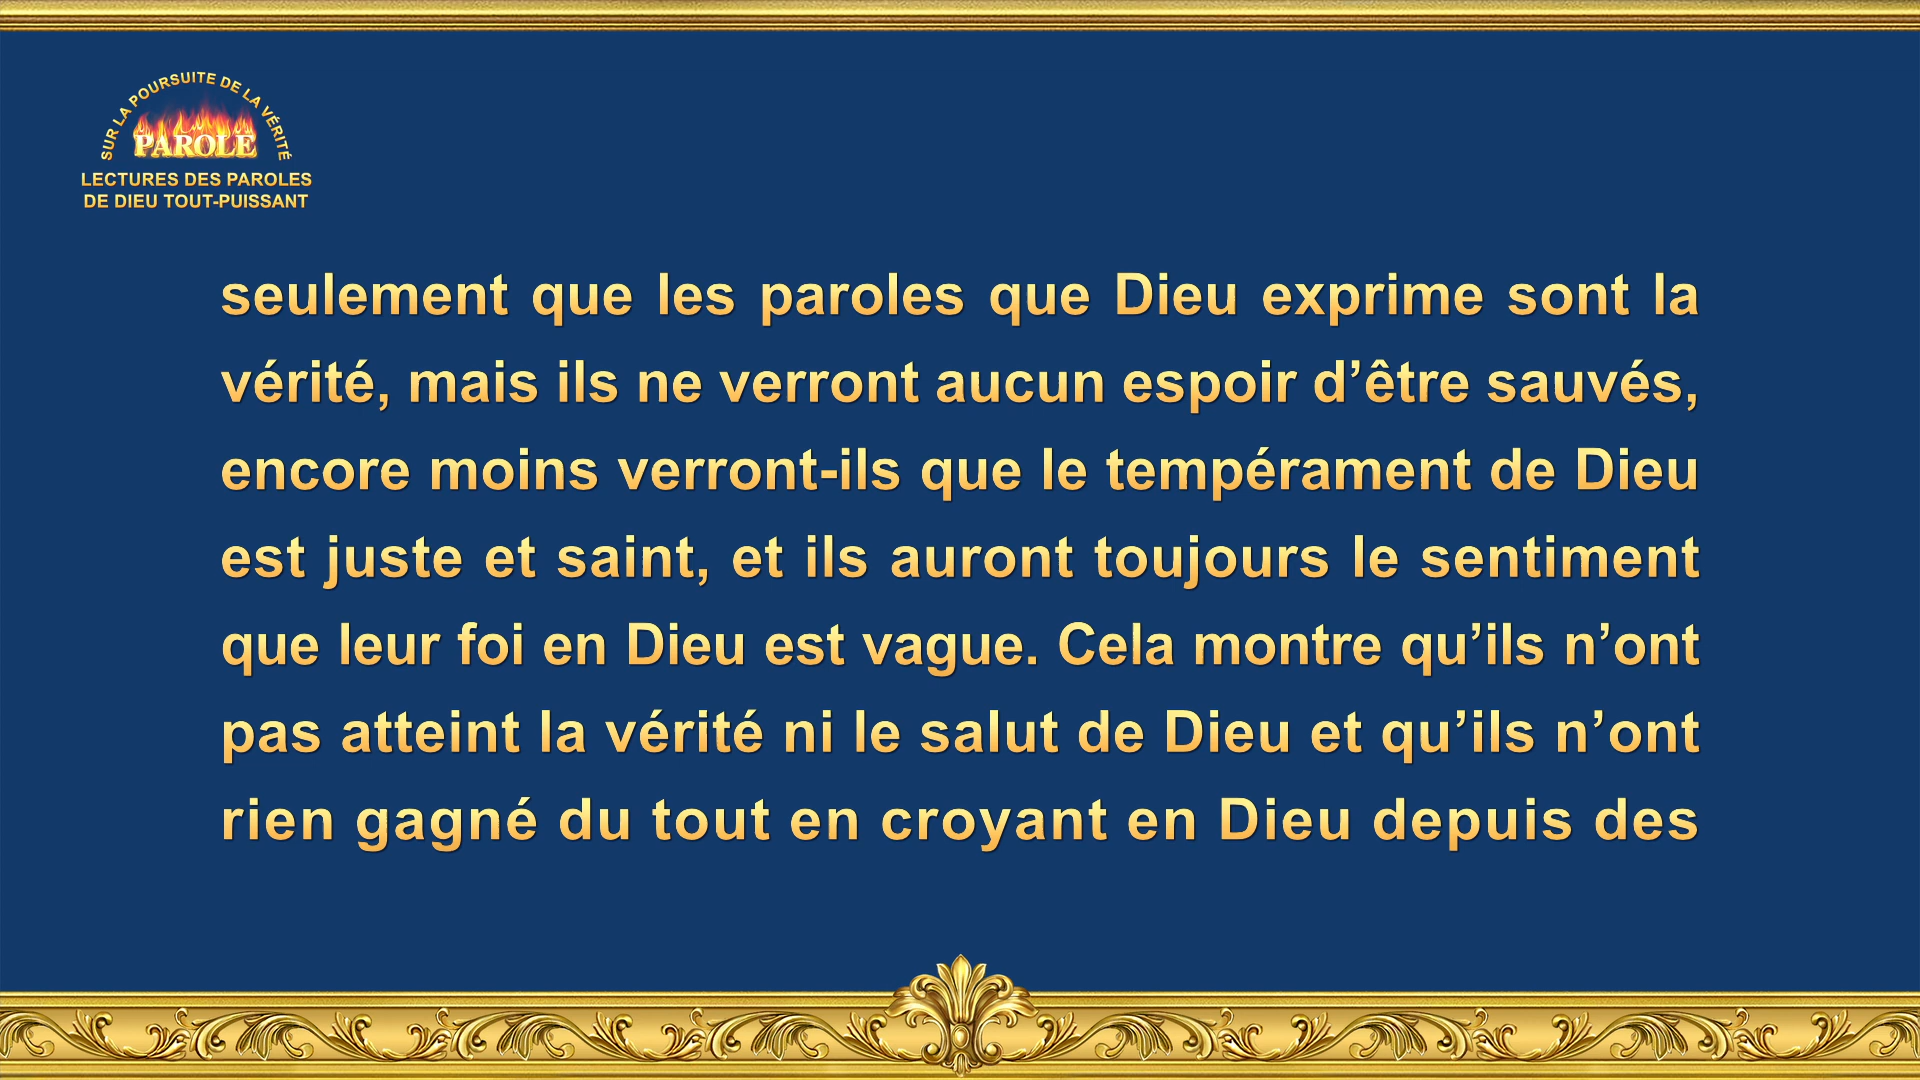 SUR LA POURSUITE DE LA VÉRITÉ
PAROLE
LECTURES DES PAROLES
DE DIEU TOUT-PUISSANT
seulement que les paroles que Dieu exprime sont la
vérité, mais ils ne verront aucun espoir d’être sauvés,
encore moins verront-ils que le tempérament de Dieu
est juste et saint, et ils auront toujours le sentiment
que leur foi en Dieu est vague. Cela montre qu’ils n’ont
pas atteint la vérité ni le salut de Dieu et qu’ils n’ont
rien gagné du tout en croyant en Dieu depuis des